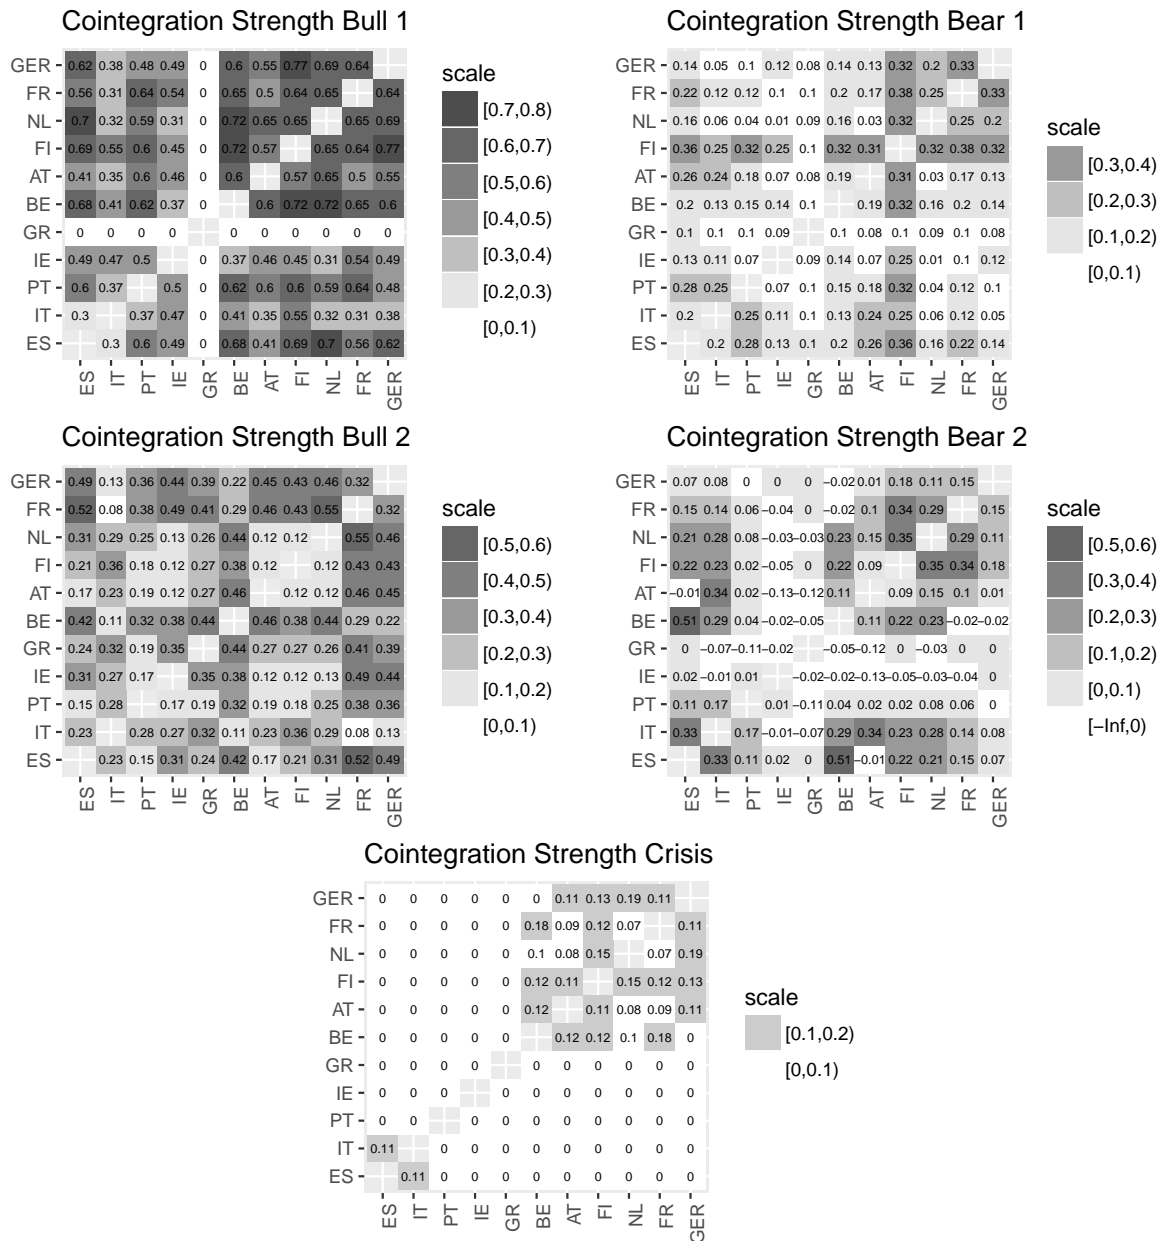 Cointegration Strength Bull 1
GER 0.62 0.38 0.48 0.49 0 0.6 0.55 0.77 0.69 0.64
FR 0.56 0.31 0.64 0.54 0 0.65 0.5 0.64 0.65 0.64
NL 0.7 0.32 0.59 0.31 0 0.72 0.65 0.65 0.65 0.69
FI 0.69 0.55 0.6 0.45 0 0.72 0.57 0.65 0.64 0.77
AT 0.41 0.35 0.6 0.46 0 0.6 0.57 0.65 0.5 0.55
BE 0.68 0.41 0.62 0.37 0 0.6 0.72 0.72 0.65 0.6
GR 0 0 0 0 0 0 0 0 0 0
IE 0.49 0.47 0.5 0 0.37 0.46 0.45 0.31 0.54 0.49
PT 0.6 0.37 0.5 0 0.62 0.6 0.6 0.59 0.64 0.48
IT 0.3 0.37 0.47 0 0.41 0.35 0.55 0.32 0.31 0.38
ES 0.3 0.6 0.49 0 0.68 0.41 0.69 0.7 0.56 0.62
ES IT PT IE GR BE AT FI NL FR GER
scale
[0.7,0.8)
[0.6,0.7)
[0.5,0.6)
[0.4,0.5)
[0.3,0.4)
[0.2,0.3)
[0,0.1)
Cointegration Strength Bear 1
0.14 0.05 0.1 0.12 0.08 0.14 0.13 0.32 0.2 0.33
0.22 0.12 0.12 0.1 0.1 0.2 0.17 0.38 0.25 0.33
0.16 0.06 0.04 0.01 0.09 0.16 0.03 0.32 0.25 0.2
0.36 0.25 0.32 0.25 0.1 0.32 0.31 0.32 0.38 0.32
0.26 0.24 0.18 0.07 0.08 0.19 0.31 0.03 0.17 0.13
0.2 0.13 0.15 0.14 0.1 0.19 0.32 0.16 0.2 0.14
0.1 0.1 0.1 0.09 0.1 0.08 0.1 0.09 0.1 0.08
0.13 0.11 0.07 0.09 0.14 0.07 0.25 0.01 0.1 0.12
0.28 0.25 0.07 0.1 0.15 0.18 0.32 0.04 0.12 0.1
0.2 0.25 0.11 0.1 0.13 0.24 0.25 0.06 0.12 0.05
0.2 0.28 0.13 0.1 0.2 0.26 0.36 0.16 0.22 0.14
ES IT PT IE GR BE AT FI NL FR GER
scale
[0.3,0.4)
[0.2,0.3)
[0.1,0.2)
[0,0.1)
Cointegration Strength Bull 2
GER 0.49 0.13 0.36 0.44 0.39 0.22 0.45 0.43 0.46 0.32
FR 0.52 0.08 0.38 0.49 0.41 0.29 0.46 0.43 0.55 0.32
NL 0.31 0.29 0.25 0.13 0.26 0.44 0.12 0.12 0.55 0.46
FI 0.21 0.36 0.18 0.12 0.27 0.38 0.12 0.12 0.43 0.43
AT 0.17 0.23 0.19 0.12 0.27 0.46 0.12 0.12 0.46 0.45
BE 0.42 0.11 0.32 0.38 0.44 0.46 0.38 0.44 0.29 0.22
GR 0.24 0.32 0.19 0.35 0.44 0.27 0.27 0.26 0.41 0.39
IE 0.31 0.27 0.17 0.35 0.38 0.12 0.12 0.13 0.49 0.44
PT 0.15 0.28 0.17 0.19 0.32 0.19 0.18 0.25 0.38 0.36
IT 0.23 0.28 0.27 0.32 0.11 0.23 0.36 0.29 0.08 0.13
ES 0.23 0.15 0.31 0.24 0.42 0.17 0.21 0.31 0.52 0.49
ES IT PT IE GR BE AT FI NL FR GER
scale
[0.5,0.6)
[0.4,0.5)
[0.3,0.4)
[0.2,0.3)
[0.1,0.2)
[0,0.1)
Cointegration Strength Bear 2
0.07 0.08 0 0 0 −0.02 0.01 0.18 0.11 0.15
0.15 0.14 0.06 −0.04 0 −0.02 0.1 0.34 0.29 0.15
0.21 0.28 0.08 −0.03 −0.03 0.23 0.15 0.35 0.29 0.11
0.22 0.23 0.02 −0.05 0 0.22 0.09 0.35 0.34 0.18
−0.01 0.34 0.02 −0.13 −0.12 0.11 0.09 0.15 0.1 0.01
0.51 0.29 0.04 −0.02 −0.05 0.11 0.22 0.23 −0.02 −0.02
0 −0.07 −0.11 −0.02 −0.05 −0.12 0 −0.03 0 0
0.02 −0.01 0.01 −0.02 −0.02 −0.13 −0.05 −0.03 −0.04 0
0.11 0.17 0.01 −0.11 0.04 0.02 0.02 0.08 0.06 0
0.33 0.17 −0.01 −0.07 0.29 0.34 0.23 0.28 0.14 0.08
0.33 0.11 0.02 0 0.51 −0.01 0.22 0.21 0.15 0.07
ES IT PT IE GR BE AT FI NL FR GER
scale
[0.5,0.6)
[0.3,0.4)
[0.2,0.3)
[0.1,0.2)
[0,0.1)
[−Inf,0)
Cointegration Strength Crisis
GER 0 0 0 0 0 0 0.11 0.13 0.19 0.11
FR 0 0 0 0 0 0.18 0.09 0.12 0.07 0.11
NL 0 0 0 0 0 0.1 0.08 0.15 0.07 0.19
FI 0 0 0 0 0 0.12 0.11 0.15 0.12 0.13
AT 0 0 0 0 0 0.12 0.11 0.08 0.09 0.11
BE 0 0 0 0 0 0.12 0.12 0.1 0.18 0
GR 0 0 0 0 0 0 0 0 0 0
IE 0 0 0 0 0 0 0 0 0 0
PT 0 0 0 0 0 0 0 0 0 0
IT 0.11 0 0 0 0 0 0 0 0 0
ES 0.11 0 0 0 0 0 0 0 0 0
ES IT PT IE GR BE AT FI NL FR GER
scale
[0.1,0.2)
[0,0.1)